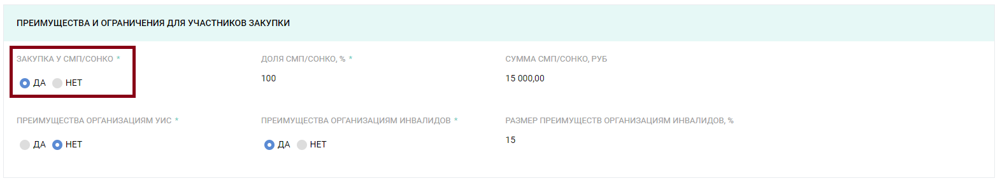 ПРЕИМУЩЕСТВА И ОГРАНИЧЕНИЯ ДЛЯ УЧАСТНИКОВ ЗАКУПКИ
ЗАКУПКА У СМП/СОНКО * ДОЛЯ СМП/СОНКО, % * СУММА СМП/СОНКО, РУБ
ДА НЕТ 100 15 000,00
ПРЕИМУЩЕСТВА ОРГАНИЗАЦИЯМ УИС * ПРЕИМУЩЕСТВА ОРГАНИЗАЦИЯМ ИНВАЛИДОВ * РАЗМЕР ПРЕИМУЩЕСТВ ОРГАНИЗАЦИЯМ ИНВАЛИДОВ, %
ДА НЕТ ДА НЕТ 15